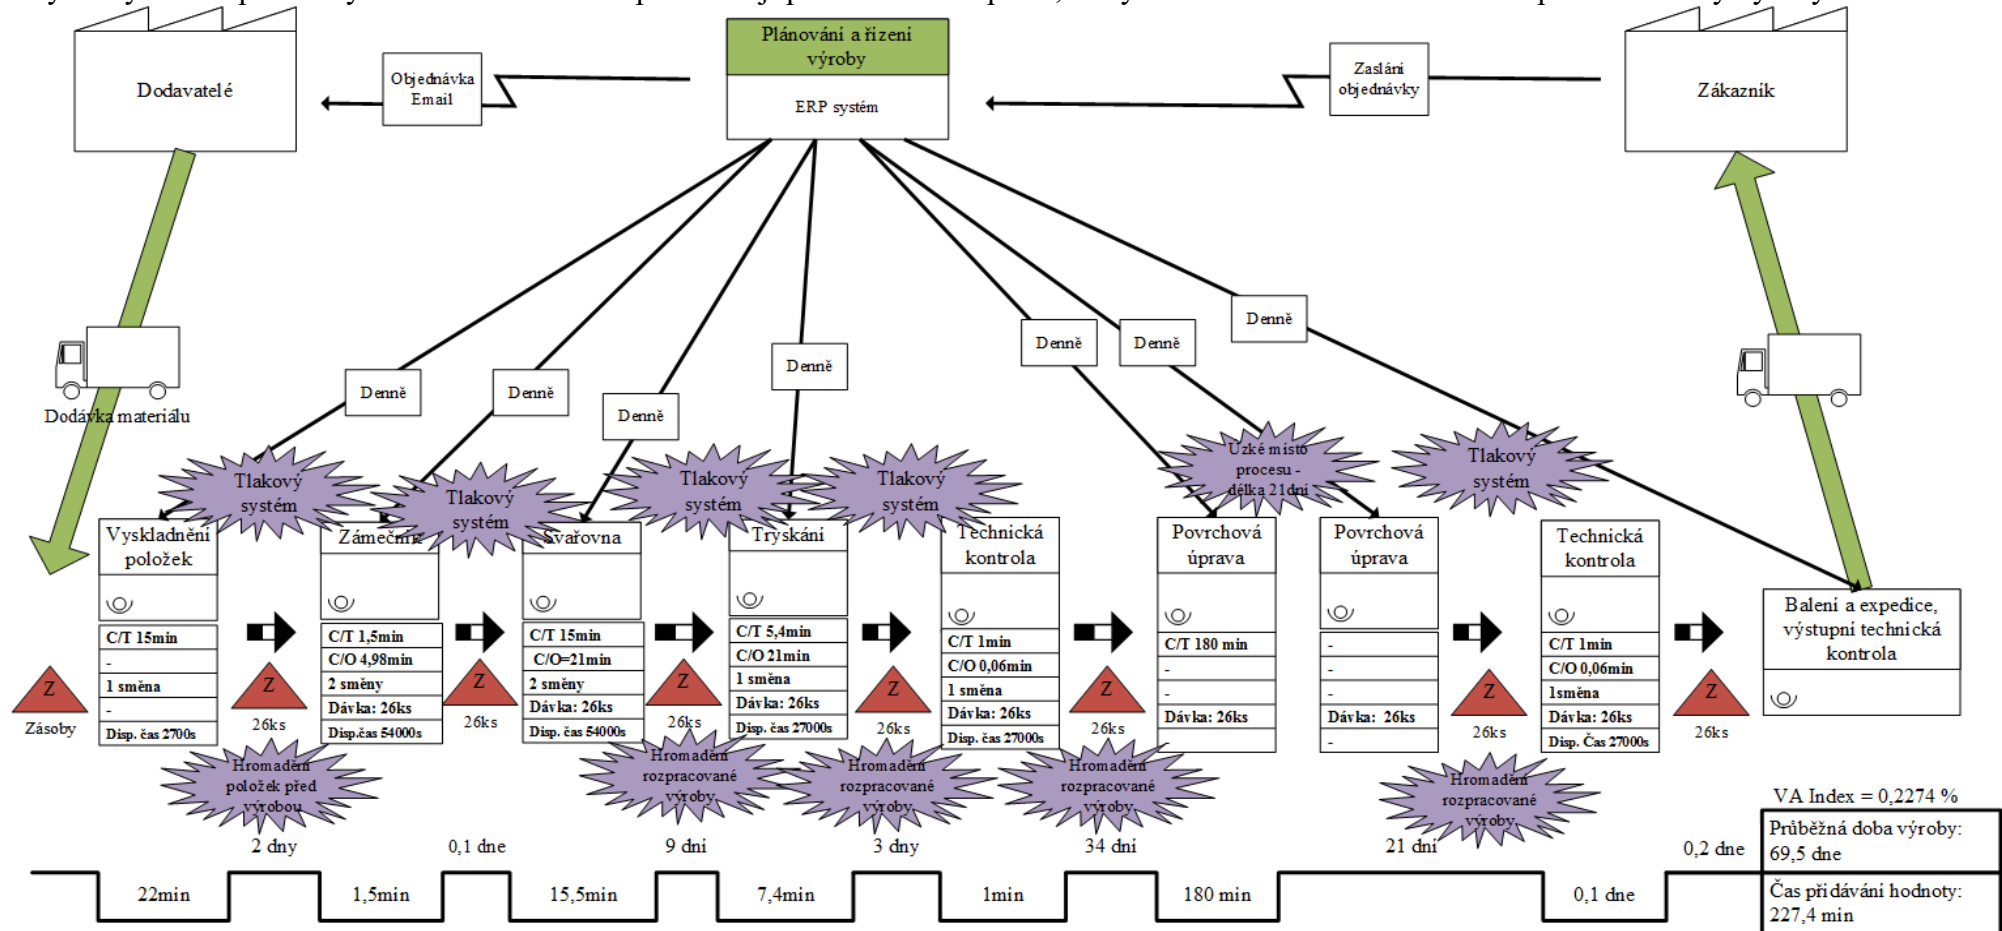 Plánování a řízení
výroby
ERP systém
Dodavatelé
Objednávka
Email
Zaslání
objednávky
Zákazník
Dodávka materiálu
Denně
Denně
Denně
Denně
Denně
Denně
Denně
Tlakový
systém
Tlakový
systém
Tlakový
systém
Tlakový
systém
Úzké místo
procesu -
délka 21dní
Tlakový
systém
Vyskladnění
položek
C/T 15min
-
1 směna
-
Disp. čas 2700s
C/T 1,5min
C/O 4,98min
2 směny
Dávka: 26ks
Disp.čas 54000s
Svařovna
C/T 15min
C/O=21min
2 směny
Dávka: 26ks
Disp. čas 54000s
Tryskání
C/T 5,4min
C/O 21min
1 směna
Dávka: 26ks
Disp. čas 27000s
Technická
kontrola
C/T 1min
C/O 0,06min
1 směna
Dávka: 26ks
Disp. čas 27000s
Povrchová
úprava
C/T 180 min
-
-
Dávka: 26ks
-
Povrchová
úprava
-
-
-
Dávka: 26ks
-
Technická
kontrola
C/T 1min
C/O 0,06min
1směna
Dávka: 26ks
Disp. Čas 27000s
Balení a expedice,
výstupní technická
kontrola
Z
Zásoby
Z
26ks
Z
26ks
Z
26ks
Z
26ks
Z
26ks
Z
26ks
Z
26ks
Hromadění
položek před
výrobou
Hromadění
rozpracované
výroby
Hromadění
rozpracované
výroby
Hromadění
rozpracované
výroby
Hromadění
rozpracované
výroby
2 dny
0,1 dne
9 dní
3 dny
34 dní
21 dní
0,2 dne
22min
1,5min
15,5min
7,4min
1min
180 min
0,1 dne
VA Index = 0,2274 %
Průběžná doba výroby:
69,5 dne
Čas přidávání hodnoty:
227,4 min